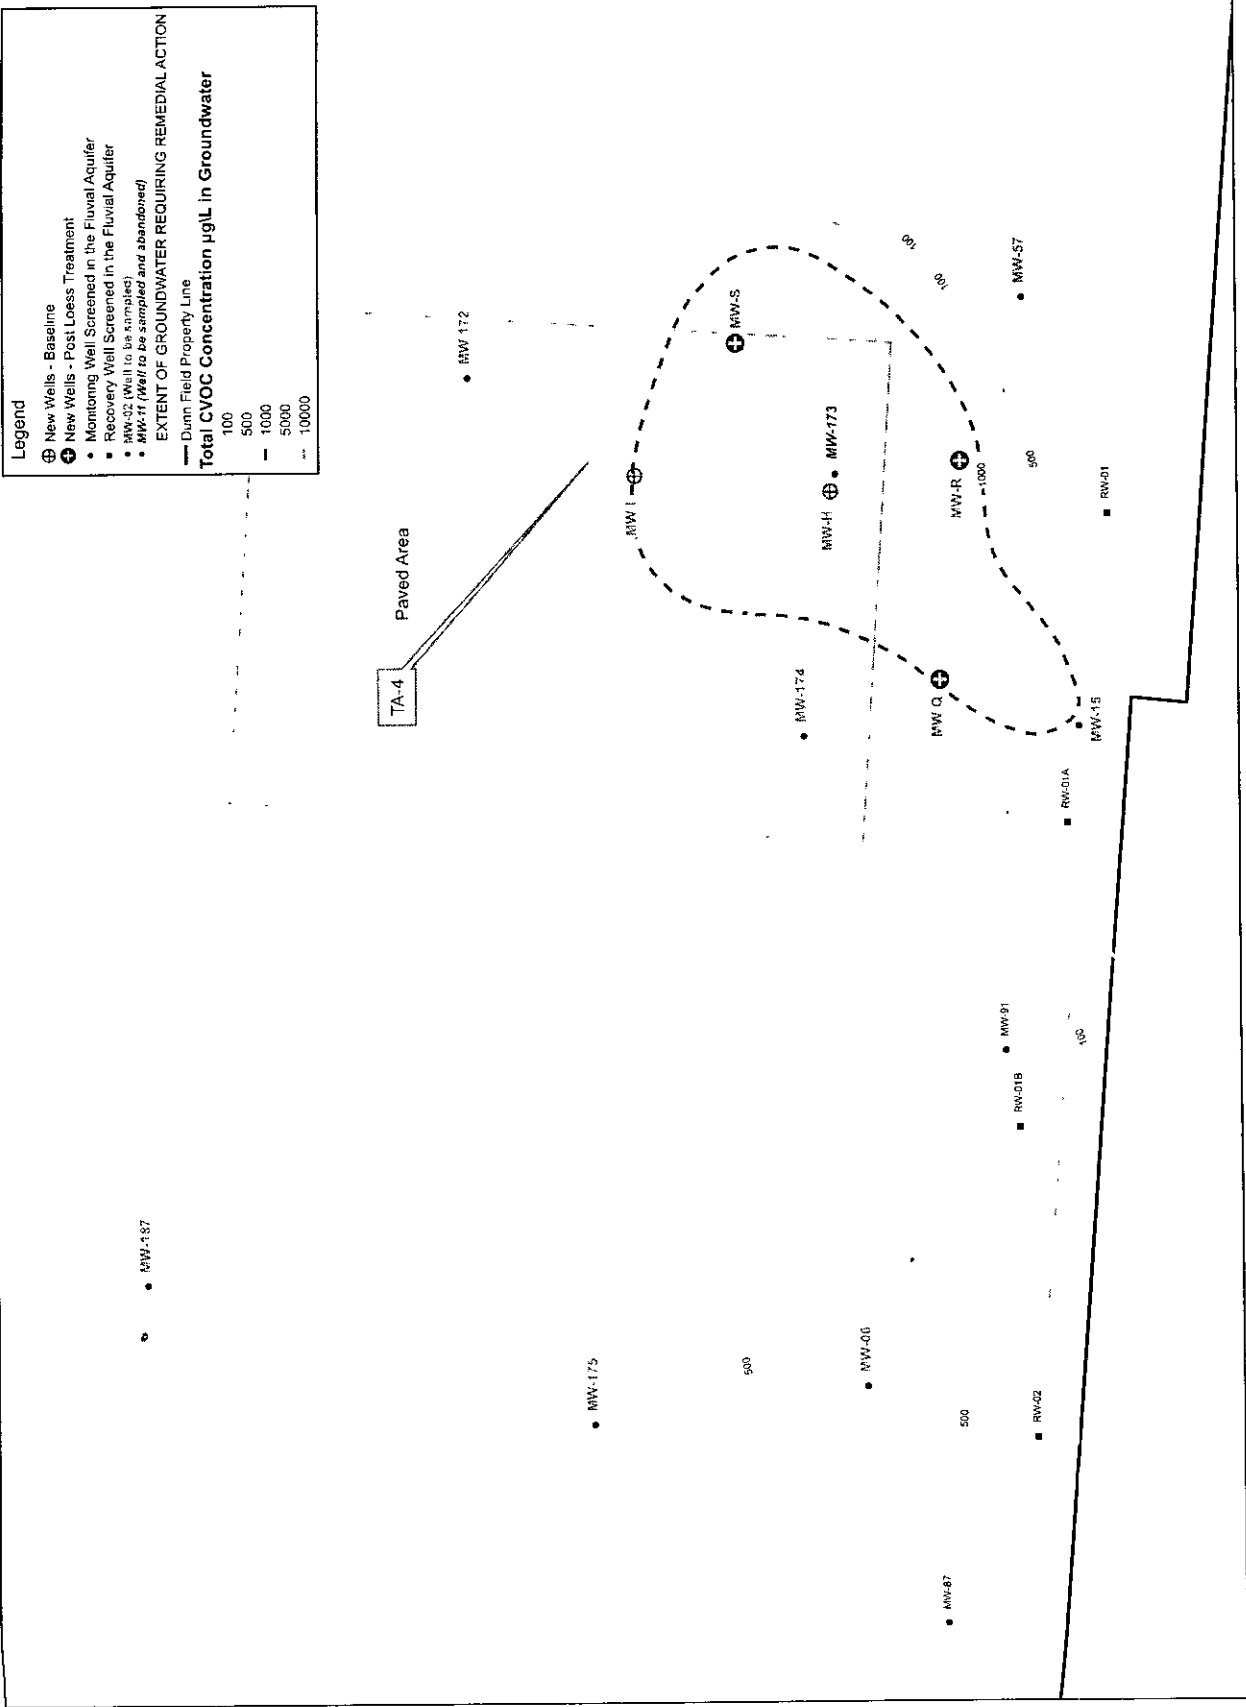 Legend
New Wells - Baseline
New Wells - Post Loess Treatment
Monitoring Well Screened in the Fluvial Aquifer
Recovery Well Screened in the Fluvial Aquifer
MW-02 (Well to be sampled)
MW-11 (Well to be sampled and abandoned)
EXTENT OF GROUNDWATER REQUIRING REMEDIAL ACTION
Dunn Field Property Line
Total CVOC Concentration µg\L in Groundwater
100
500
1000
5000
10000
MW-187
MW 172
Paved Area
TA-4
MW-175
MW I
MW-S
500
MW-174
MW-H
MW-173
MW-06
100
100
MW Q
MW-R
1000
MW-87
500
MW-57
500
MW-91
RW-01B
RW-02
RW-01A
MW-15
RW-01
100